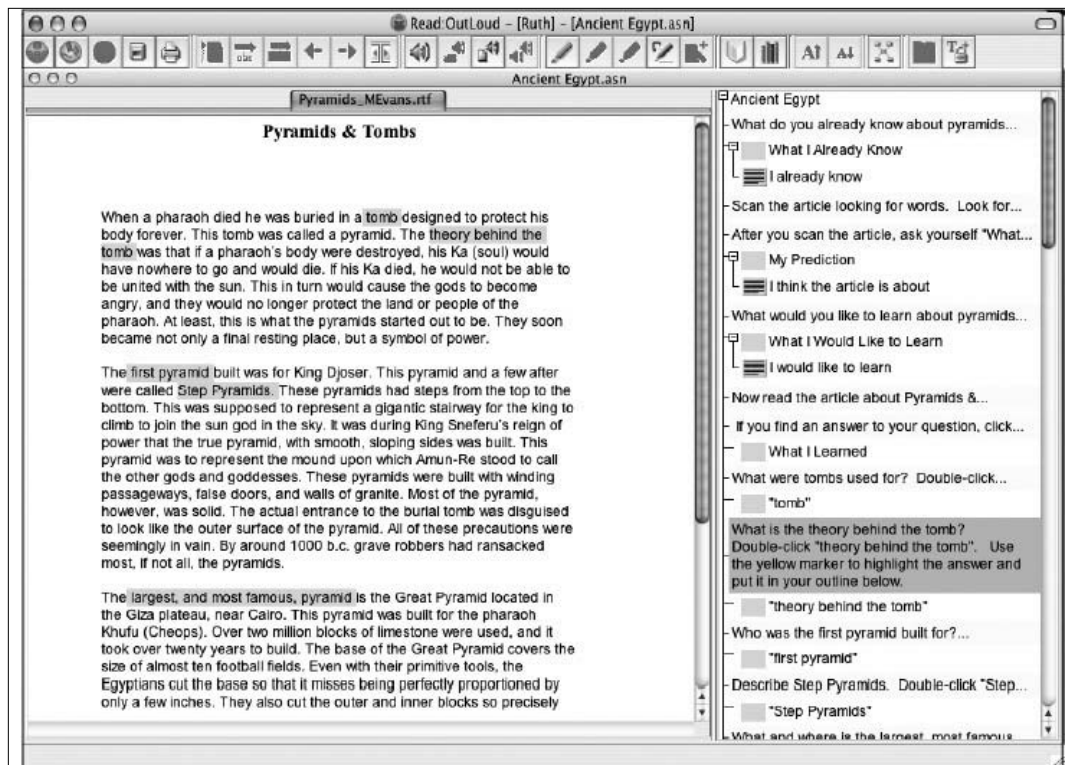 Read:OutLoud – [Ruth] - [Ancient Egypt.asn]
abc
A
A
T
Ancient Egypt.asn
Pyramids_MEvans.rtf
Pyramids & Tombs
When a pharaoh died he was buried in a tomb designed to protect his
body forever. This tomb was called a pyramid. The theory behind the
tomb was that if a pharaoh's body were destroyed, his Ka (soul) would
have nowhere to go and would die. If his Ka died, he would not be able to
be united with the sun. This in turn would cause the gods to become
angry, and they would no longer protect the land or people of the
pharaoh. At least, this is what the pyramids started out to be. They soon
became not only a final resting place, but a symbol of power.
The first pyramid built was for King Djoser. This pyramid and a few after
were called Step Pyramids. These pyramids had steps from the top to the
bottom. This was supposed to represent a gigantic stairway for the king to
climb to join the sun god in the sky. It was during King Sneferu's reign of
power that the true pyramid, with smooth, sloping sides was built. This
pyramid was to represent the mound upon which Amun-Re stood to call
the other gods and goddesses. These pyramids were built with winding
passageways, false doors, and walls of granite. Most of the pyramid,
however, was solid. The actual entrance to the burial tomb was disguised
to look like the outer surface of the pyramid. All of these precautions were
seemingly in vain. By around 1000 b.c. grave robbers had ransacked
most, if not all, the pyramids.
The largest, and most famous, pyramid is the Great Pyramid located in
the Giza plateau, near Cairo. This pyramid was built for the pharaoh
Khufu (Cheops). Over two million blocks of limestone were used, and it
took over twenty years to build. The base of the Great Pyramid covers the
size of almost ten football fields. Even with their primitive tools, the
Egyptians cut the base so that it misses being perfectly proportioned by
only a few inches. They also cut the outer and inner blocks so precisely
Ancient Egypt
What do you already know about pyramids...
What I Already Know
I already know
Scan the article looking for words. Look for...
After you scan the article, ask yourself "What...
My Prediction
I think the article is about
What would you like to learn about pyramids...
What I Would Like to Learn
I would like to learn
Now read the article about Pyramids &...
If you find an answer to your question, click...
What I Learned
What were tombs used for? Double-click...
"tomb"
What is the theory behind the tomb?
Double-click "theory behind the tomb". Use
the yellow marker to highlight the answer and
put it in your outline below.
"theory behind the tomb"
Who was the first pyramid built for?...
"first pyramid"
Describe Step Pyramids. Double-click "Step...
"Step Pyramids"
What and where is the largest, most famous